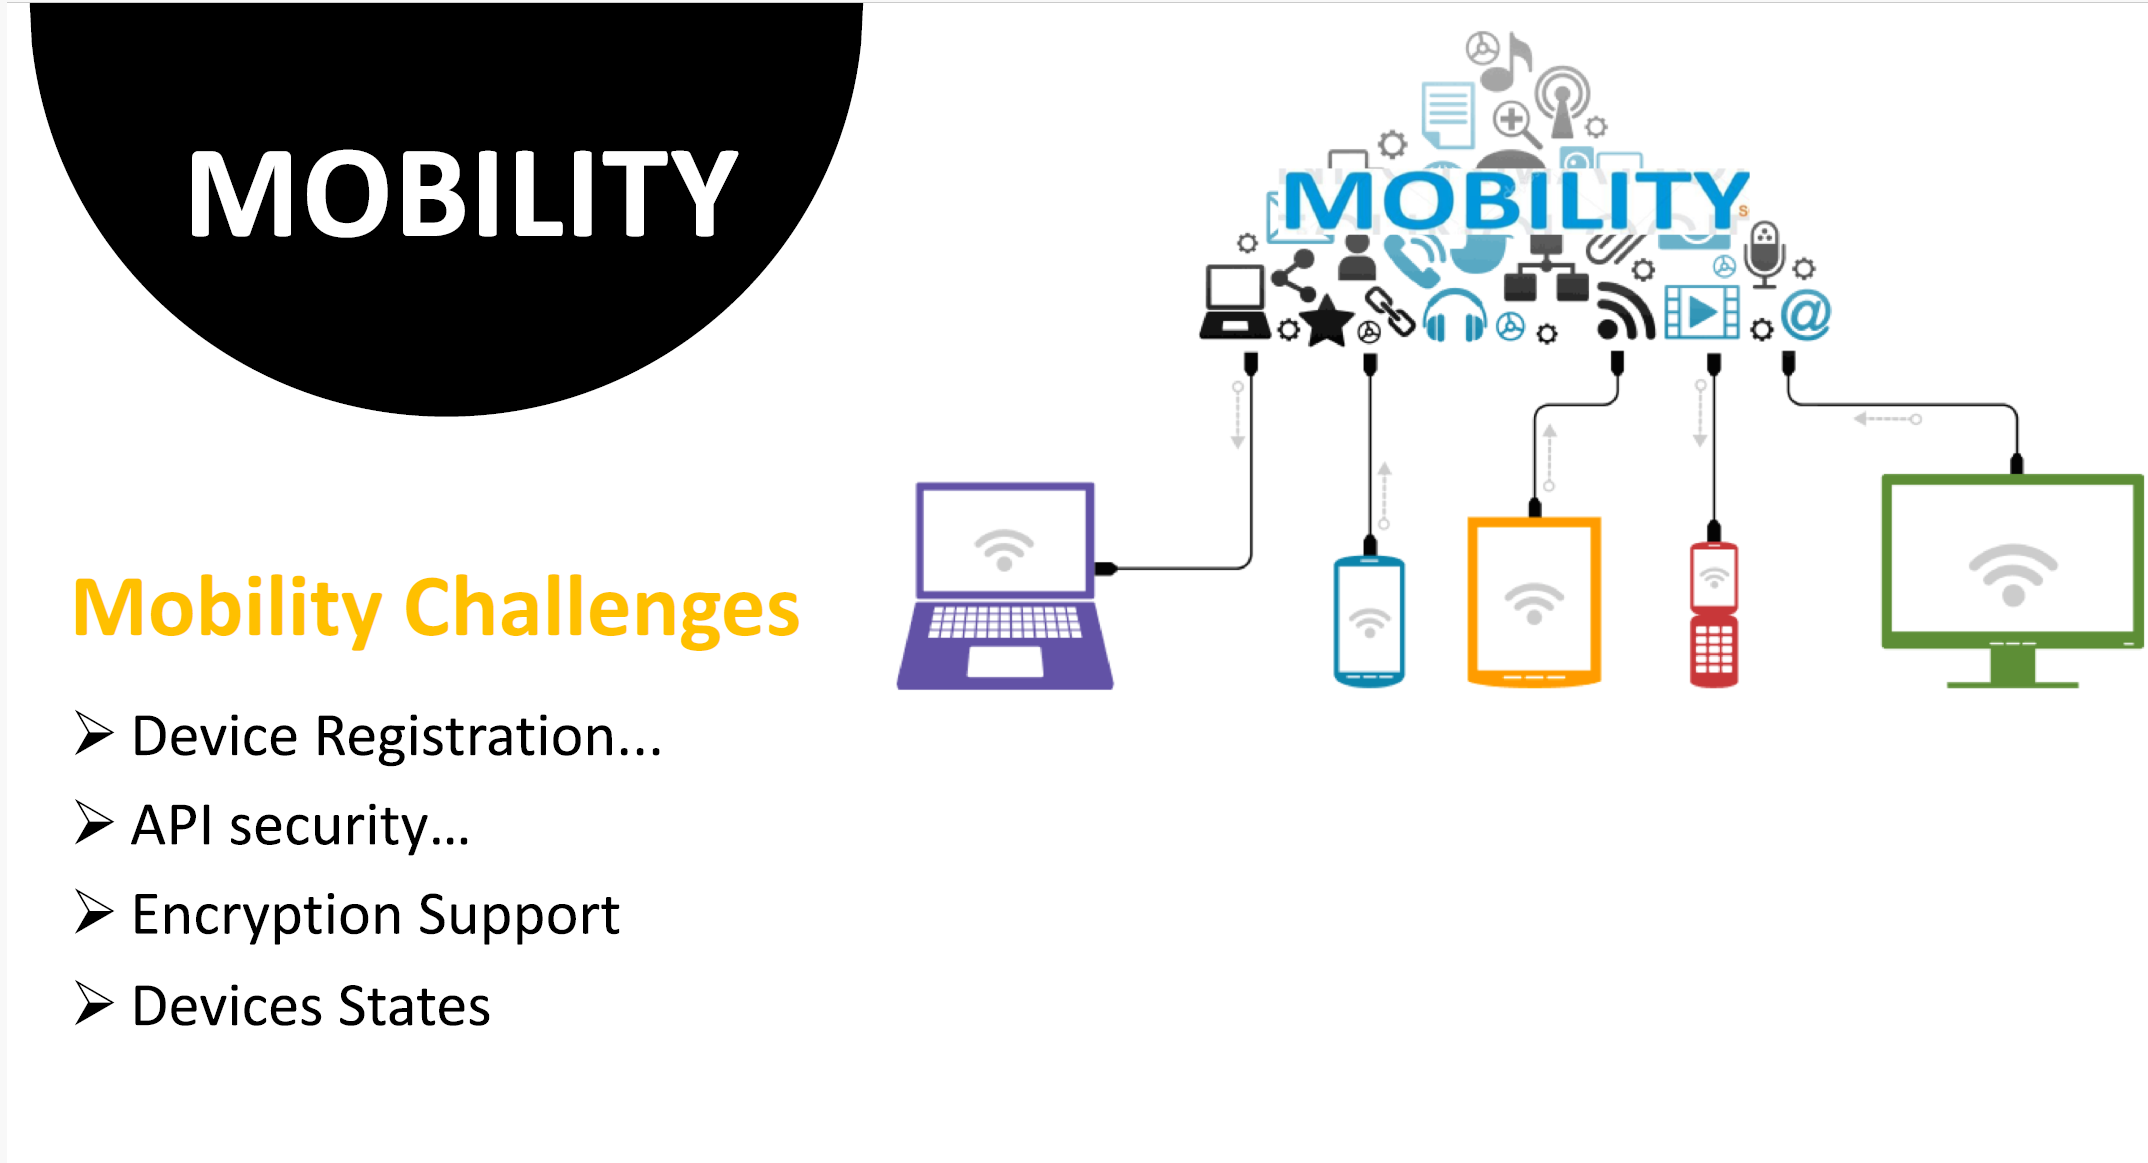 MOBILITY
MOBILITY
s
Mobility Challenges
Device Registration...
API security...
Encryption Support
Devices States